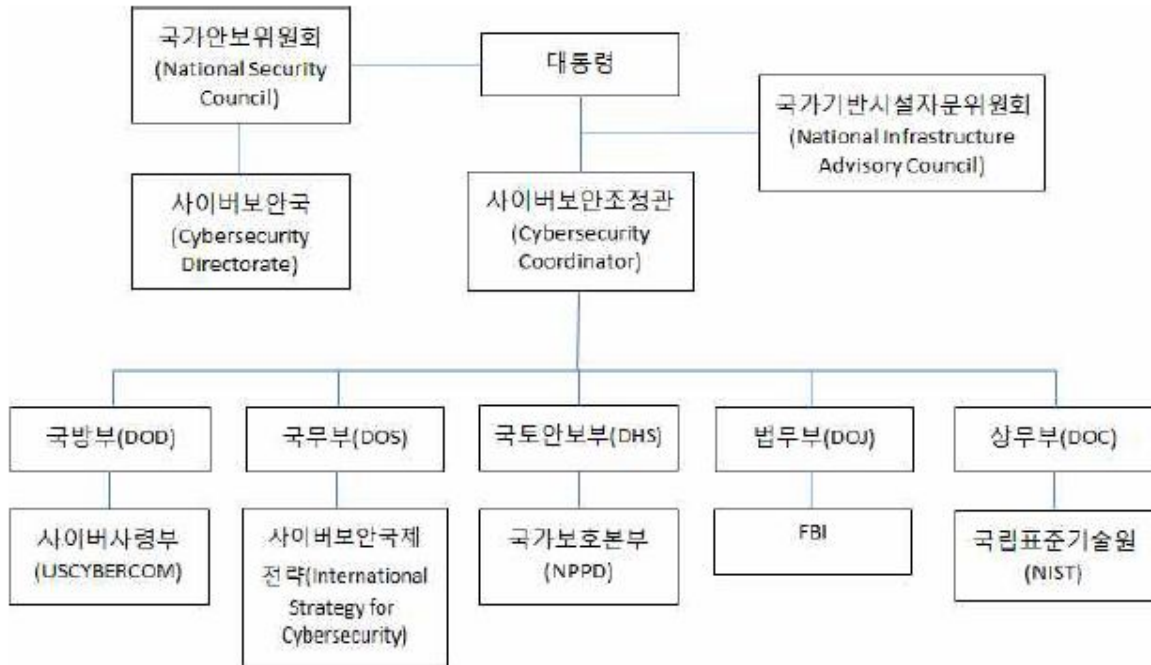 국가안보위원회
(National Security
Council)
대통령
국가기반시설자문위원회
(National Infrastructure
Advisory Council)
사이버보안국
(Cybersecurity
Directorate)
사이버보안조정관
(Cybersecurity
Coordinator)
국방부(DOD)
국무부(DOS)
국토안보부(DHS)
법무부(DOJ)
상무부(DOC)
사이버사령부
(USCYBERCOM)
사이버보안국제
전략(International
Strategy for
Cybersecurity)
국가보호본부
(NPPD)
FBI
국립표준기술원
(NIST)